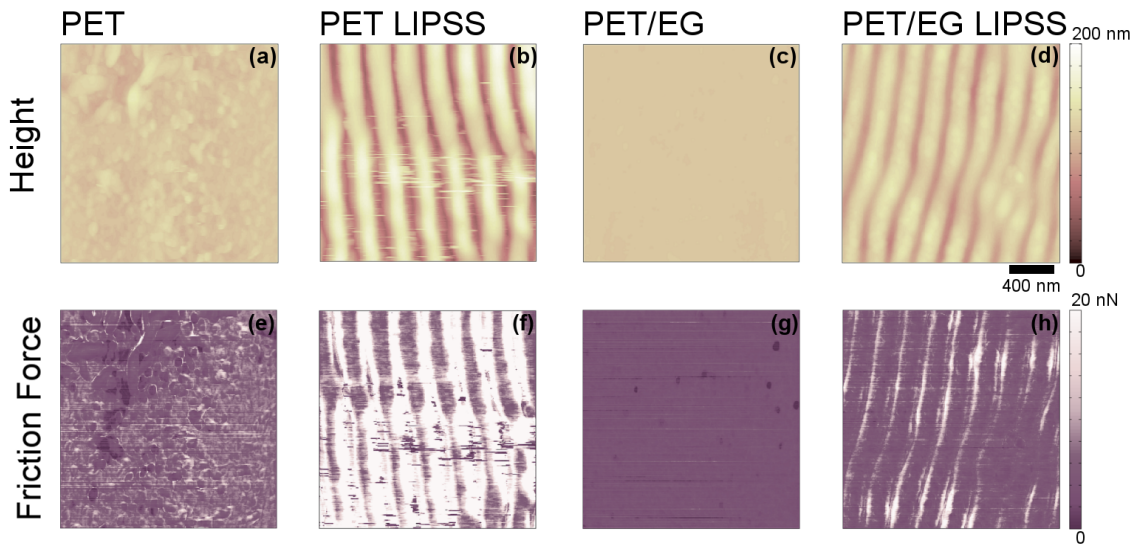 PET
PET LIPSS
PET/EG
PET/EG LIPSS
200 nm
Height
(a)
(b)
(c)
(d)
0
400 nm
20 nN
Friction Force
(e)
(f)
(g)
(h)
0